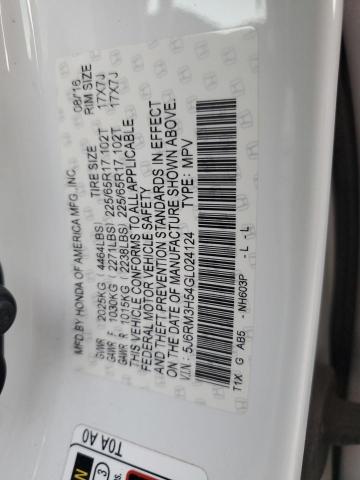 MFD.BY HONDA OF AMERICA MFG.,INC. 08/16
TIRE SIZE RIM SIZE
GVWR 2025KG (4464LBS)
GAWR F 1030KG (2271LBS) 225/65R17 102T 17X7J
GAWR R 1015KG (2238LBS) 225/65R17 102T 17X7J
THIS VEHICLE CONFORMS TO ALL APPLICABLE
FEDERAL MOTOR VEHICLE SAFETY
AND THEFT PREVENTION STANDARDS IN EFFECT
ON THE DATE OF MANUFACTURE SHOWN ABOVE.
V.I.N: 5J6RM3H54GL024124 TYPE: MPV
T1X G AB5 -NH603P -L -L
T0A A0
3